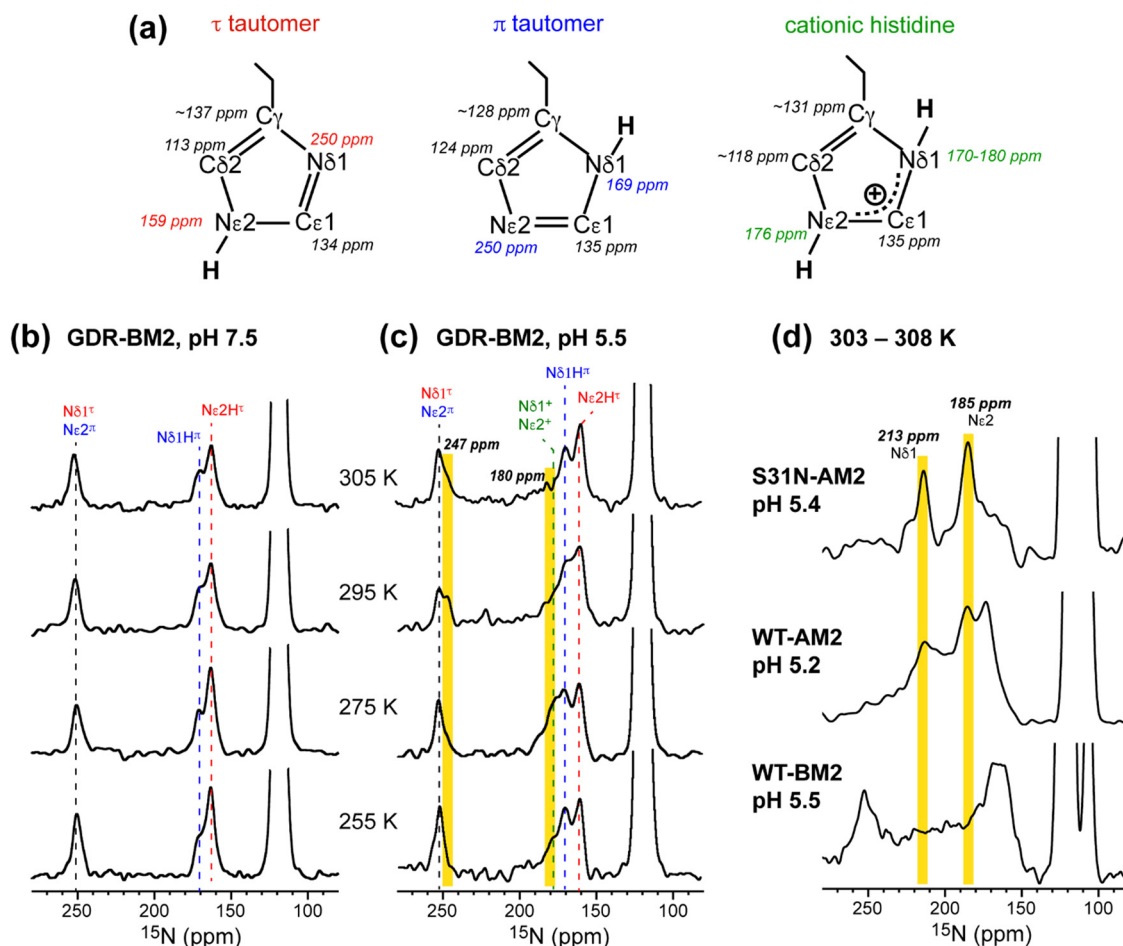 (a) τ tautomer π tautomer cationic histidine
~137 ppm Cγ
250 ppm
113 ppm
Cδ2 Nδ1
159 ppm Nε2 Cε1
134 ppm
H
~128 ppm Cγ H
124 ppm
Cδ2 Nδ1
169 ppm
Nε2 Cε1
250 ppm 135 ppm
~131 ppm Cγ H
~118 ppm Cδ2 Nδ1 170-180 ppm
+
176 ppm Nε2 Cε1
135 ppm
H
(b) GDR-BM2, pH 7.5
Nδ1τ
Nε2π
Nδ1Hπ
Nε2Hτ
250 200 150 100
15N (ppm)
(c) GDR-BM2, pH 5.5
Nδ1Hπ
Nδ1τ
Nε2π
Nδ1+
Nε2+
Nε2Hτ
247 ppm
180 ppm
305 K
295 K
275 K
255 K
250 200 150 100
15N (ppm)
(d) 303 – 308 K
185 ppm
Nε2
213 ppm
Nδ1
S31N-AM2
pH 5.4
WT-AM2
pH 5.2
WT-BM2
pH 5.5
250 200 150 100
15N (ppm)